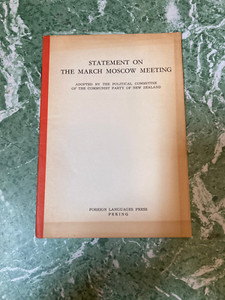 STATEMENT ON
THE MARCH MOSCOW MEETING
ADOPTED BY THE POLITICAL COMMITTEE
OF THE COMMUNIST PARTY OF NEW ZEALAND
FOREIGN LANGUAGES PRESS
PEKING